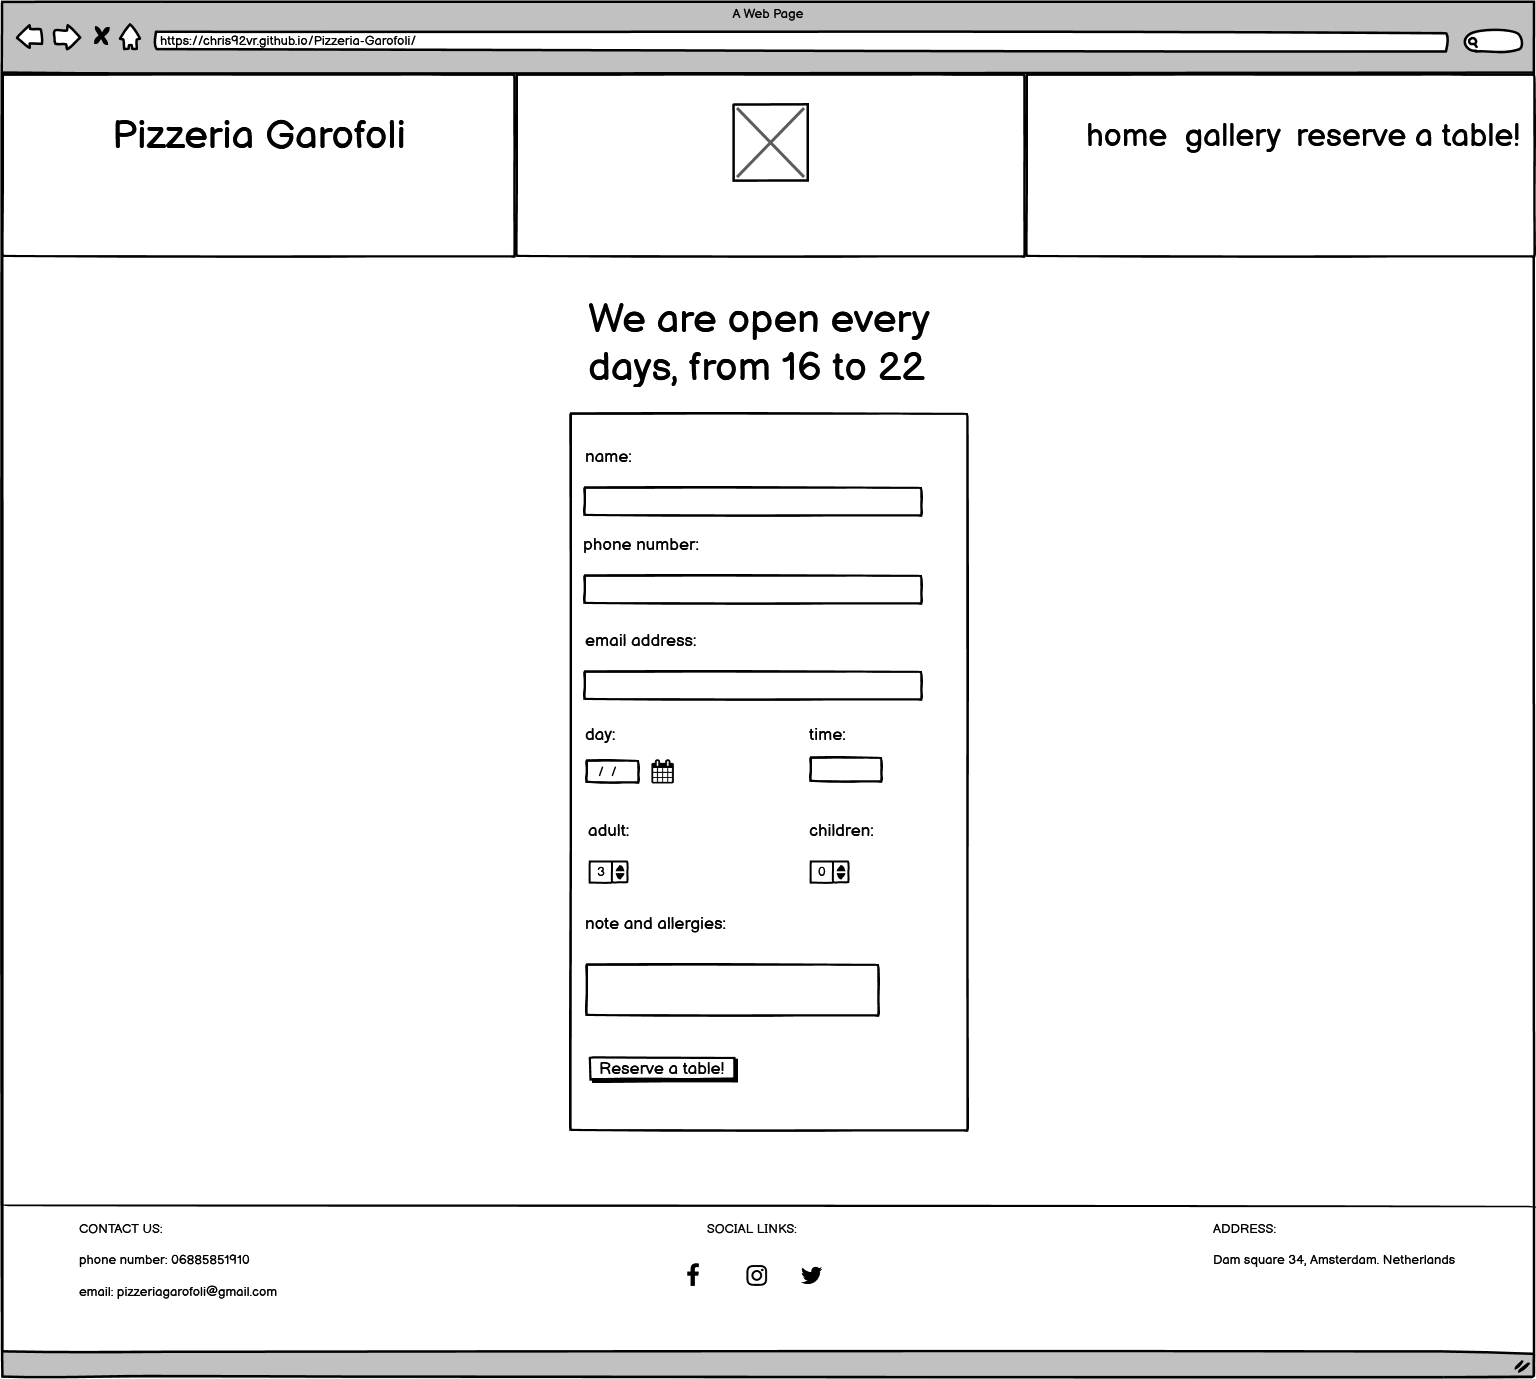 A Web Page
https://chris92vr.github.io/Pizzeria-Garofoli/
Pizzeria Garofoli
home gallery reserve a table!
We are open every
days, from 16 to 22
name:
phone number:
email address:
day: time:
/ /
adult: children:
3 0
note and allergies:
Reserve a table!
CONTACT US: SOCIAL LINKS: ADDRESS:
phone number: 06885851910 Dam square 34, Amsterdam. Netherlands
email: pizzeriagarofoli@gmail.com